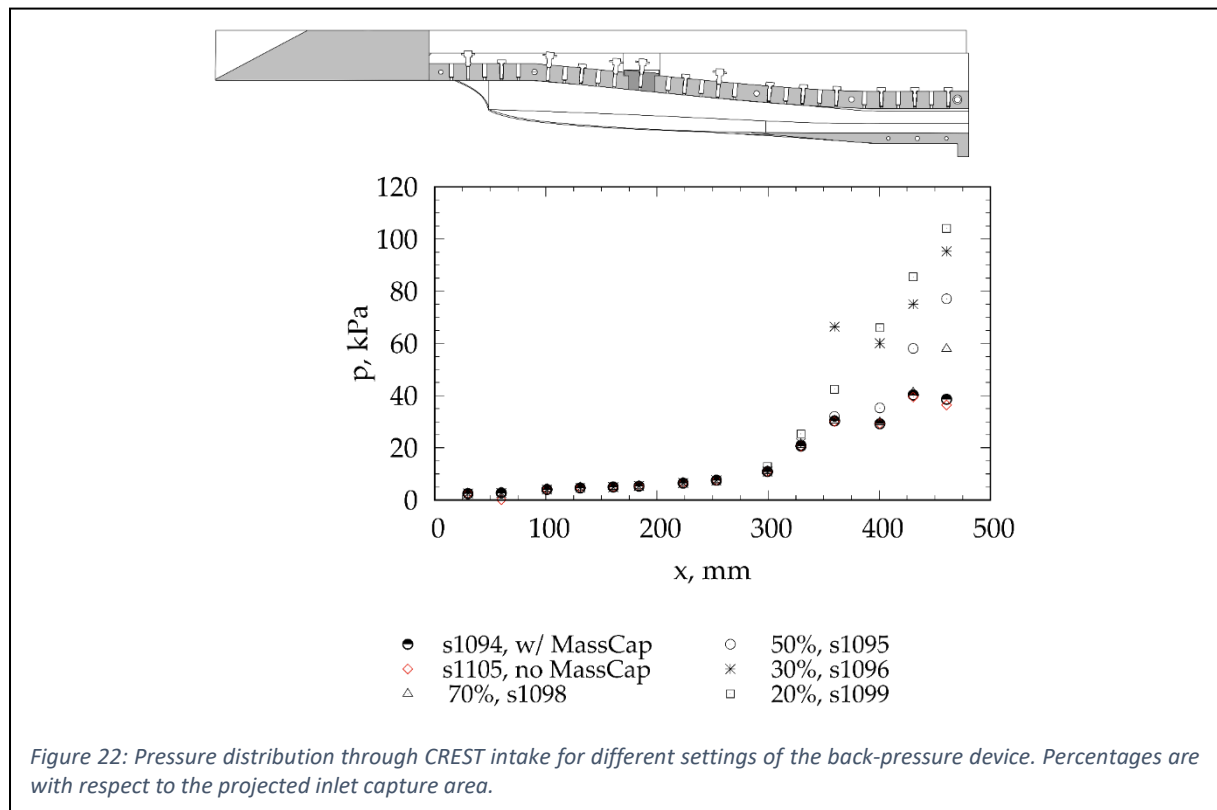 120
100
80
60
40
20
0
p, kPa
0 100 200 300 400 500
x, mm
s1094, w/ MassCap 50%, s1095
s1105, no MassCap 30%, s1096
70%, s1098 20%, s1099
Figure 22: Pressure distribution through CREST intake for different settings of the back-pressure device. Percentages are
with respect to the projected inlet capture area.